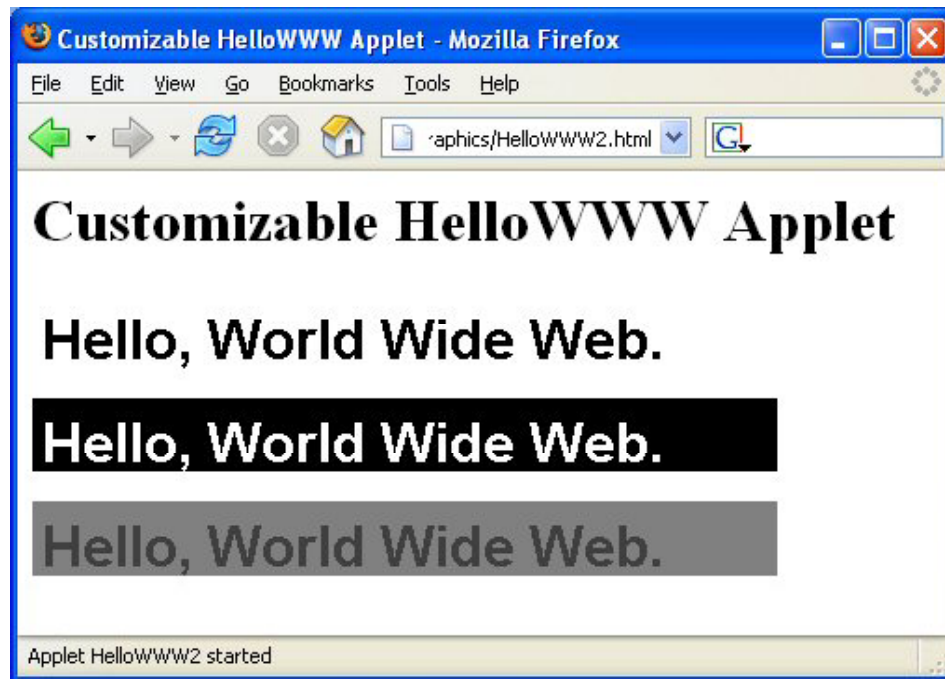 Customizable HelloWWW Applet - Mozilla Firefox
File Edit View Go Bookmarks Tools Help
raphics/HelloWWW2.html G
Customizable HelloWWW Applet
Hello, World Wide Web.
Hello, World Wide Web.
Hello, World Wide Web.
Applet HelloWWW2 started